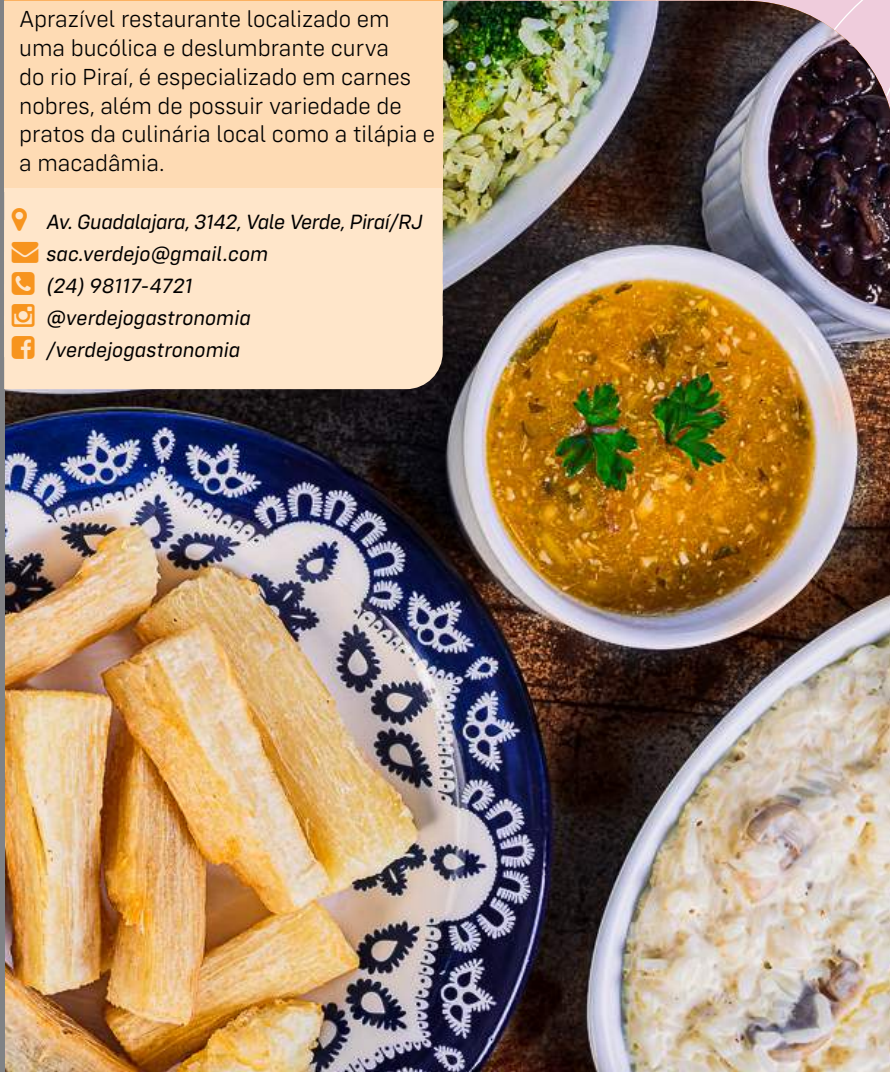 Aprazível restaurante localizado em
uma bucólica e deslumbrante curva
do rio Piraí, é especializado em carnes
nobres, além de possuir variedade de
pratos da culinária local como a tilápia e
a macadâmia.
Av. Guadalajara, 3142, Vale Verde, Piraí/RJ
sac.verdejo@gmail.com
(24) 98117-4721
@verdejogastronomia
/verdejogastronomia